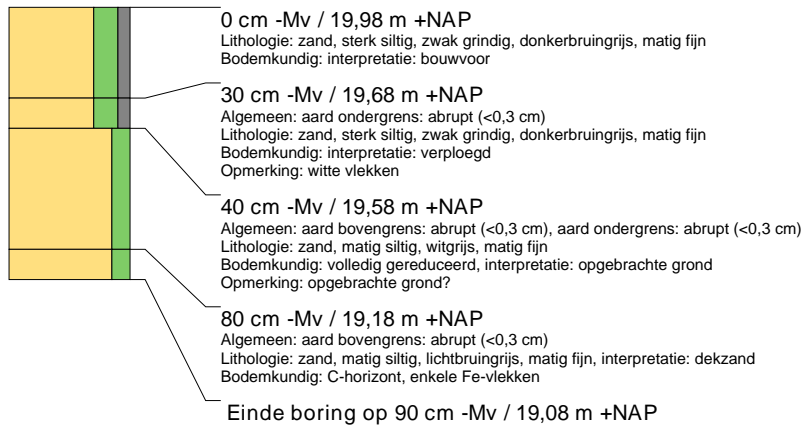 0 cm -Mv / 19,98 m +NAP
Lithologie: zand, sterk siltig, zwak grindig, donkerbruingrijs, matig fijn
Bodemkundig: interpretatie: bouwvoor
30 cm -Mv / 19,68 m +NAP
Algemeen: aard ondergrens: abrupt (<0,3 cm)
Lithologie: zand, sterk siltig, zwak grindig, donkerbruingrijs, matig fijn
Bodemkundig: interpretatie: verploegd
Opmerking: witte vlekken
40 cm -Mv / 19,58 m +NAP
Algemeen: aard bovengrens: abrupt (<0,3 cm), aard ondergrens: abrupt (<0,3 cm)
Lithologie: zand, matig siltig, witgrijs, matig fijn
Bodemkundig: volledig gereduceerd, interpretatie: opgebrachte grond
Opmerking: opgebrachte grond?
80 cm -Mv / 19,18 m +NAP
Algemeen: aard bovengrens: abrupt (<0,3 cm)
Lithologie: zand, matig siltig, lichtbruingrijs, matig fijn, interpretatie: dekzand
Bodemkundig: C-horizont, enkele Fe-vlekken
Einde boring op 90 cm -Mv / 19,08 m +NAP